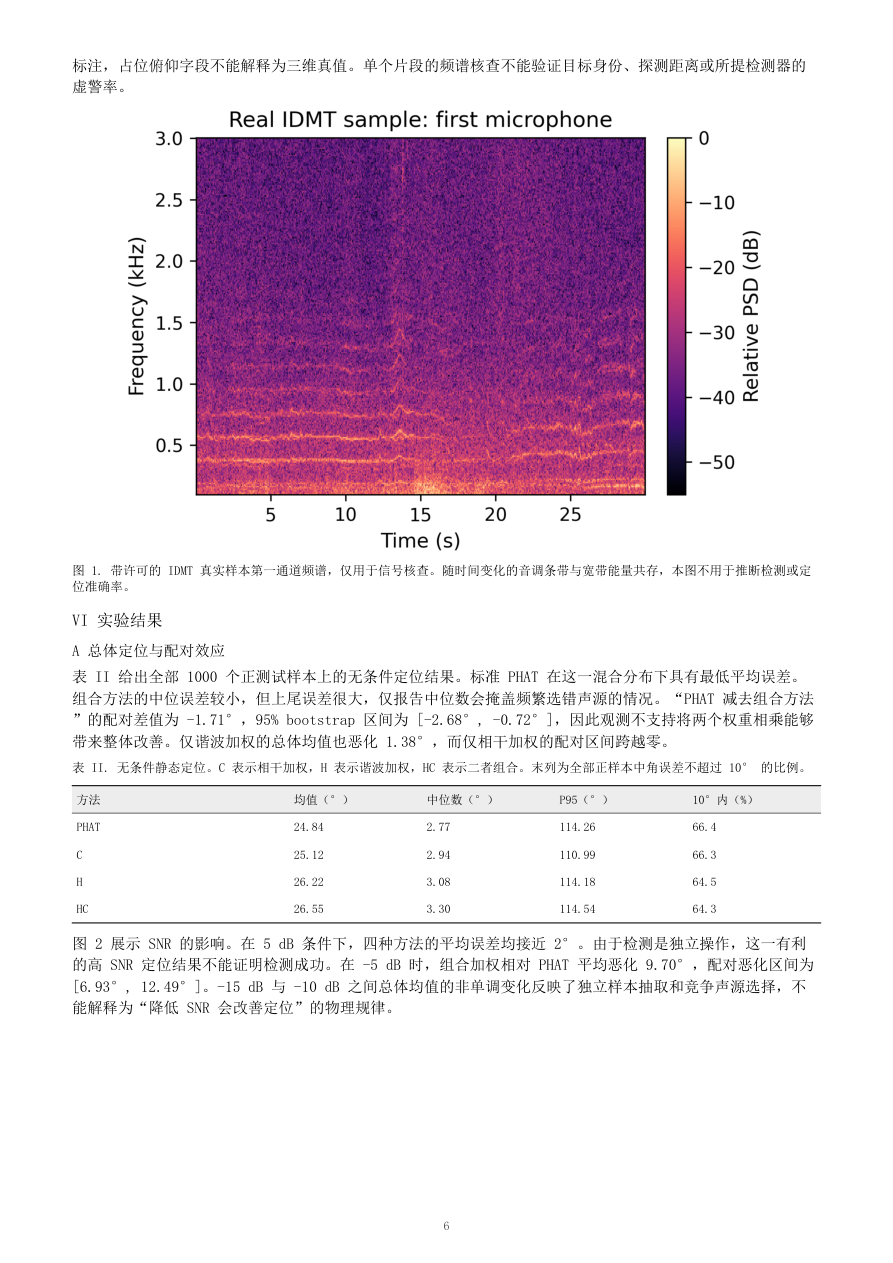 标注，占位俯仰字段不能解释为三维真值。单个片段的频谱核查不能验证目标身份、探测距离或所提检测器的
虚警率。
Real IDMT sample: first microphone
Frequency (kHz)
3.0
2.5
2.0
1.5
1.0
0.5
5 10 15 20 25
Time (s)
0
−10
−20
−30
−40
−50
Relative PSD (dB)
图 1. 带许可的 IDMT 真实样本第一通道频谱，仅用于信号核查。随时间变化的音调条带与宽带能量共存，本图不用于推断检测或定
位准确率。
VI 实验结果
A 总体定位与配对效应
表 II 给出全部 1000 个正测试样本上的无条件定位结果。标准 PHAT 在这一混合分布下具有最低平均误差。
组合方法的中位误差较小，但上尾误差很大，仅报告中位数会掩盖频繁选错声源的情况。“PHAT 减去组合方法
”的配对差值为 -1.71°，95% bootstrap 区间为 [-2.68°, -0.72°]，因此观测不支持将两个权重相乘能够
带来整体改善。仅谐波加权的总体均值也恶化 1.38°，而仅相干加权的配对区间跨越零。
表 II. 无条件静态定位。C 表示相干加权，H 表示谐波加权，HC 表示二者组合。末列为全部正样本中角误差不超过 10° 的比例。
方法 均值（°） 中位数（°） P95（°） 10°内（%）
PHAT 24.84 2.77 114.26 66.4
C 25.12 2.94 110.99 66.3
H 26.22 3.08 114.18 64.5
HC 26.55 3.30 114.54 64.3
图 2 展示 SNR 的影响。在 5 dB 条件下，四种方法的平均误差均接近 2°。由于检测是独立操作，这一有利
的高 SNR 定位结果不能证明检测成功。在 -5 dB 时，组合加权相对 PHAT 平均恶化 9.70°，配对恶化区间为
[6.93°, 12.49°]。-15 dB 与 -10 dB 之间总体均值的非单调变化反映了独立样本抽取和竞争声源选择，不
能解释为“降低 SNR 会改善定位”的物理规律。
6